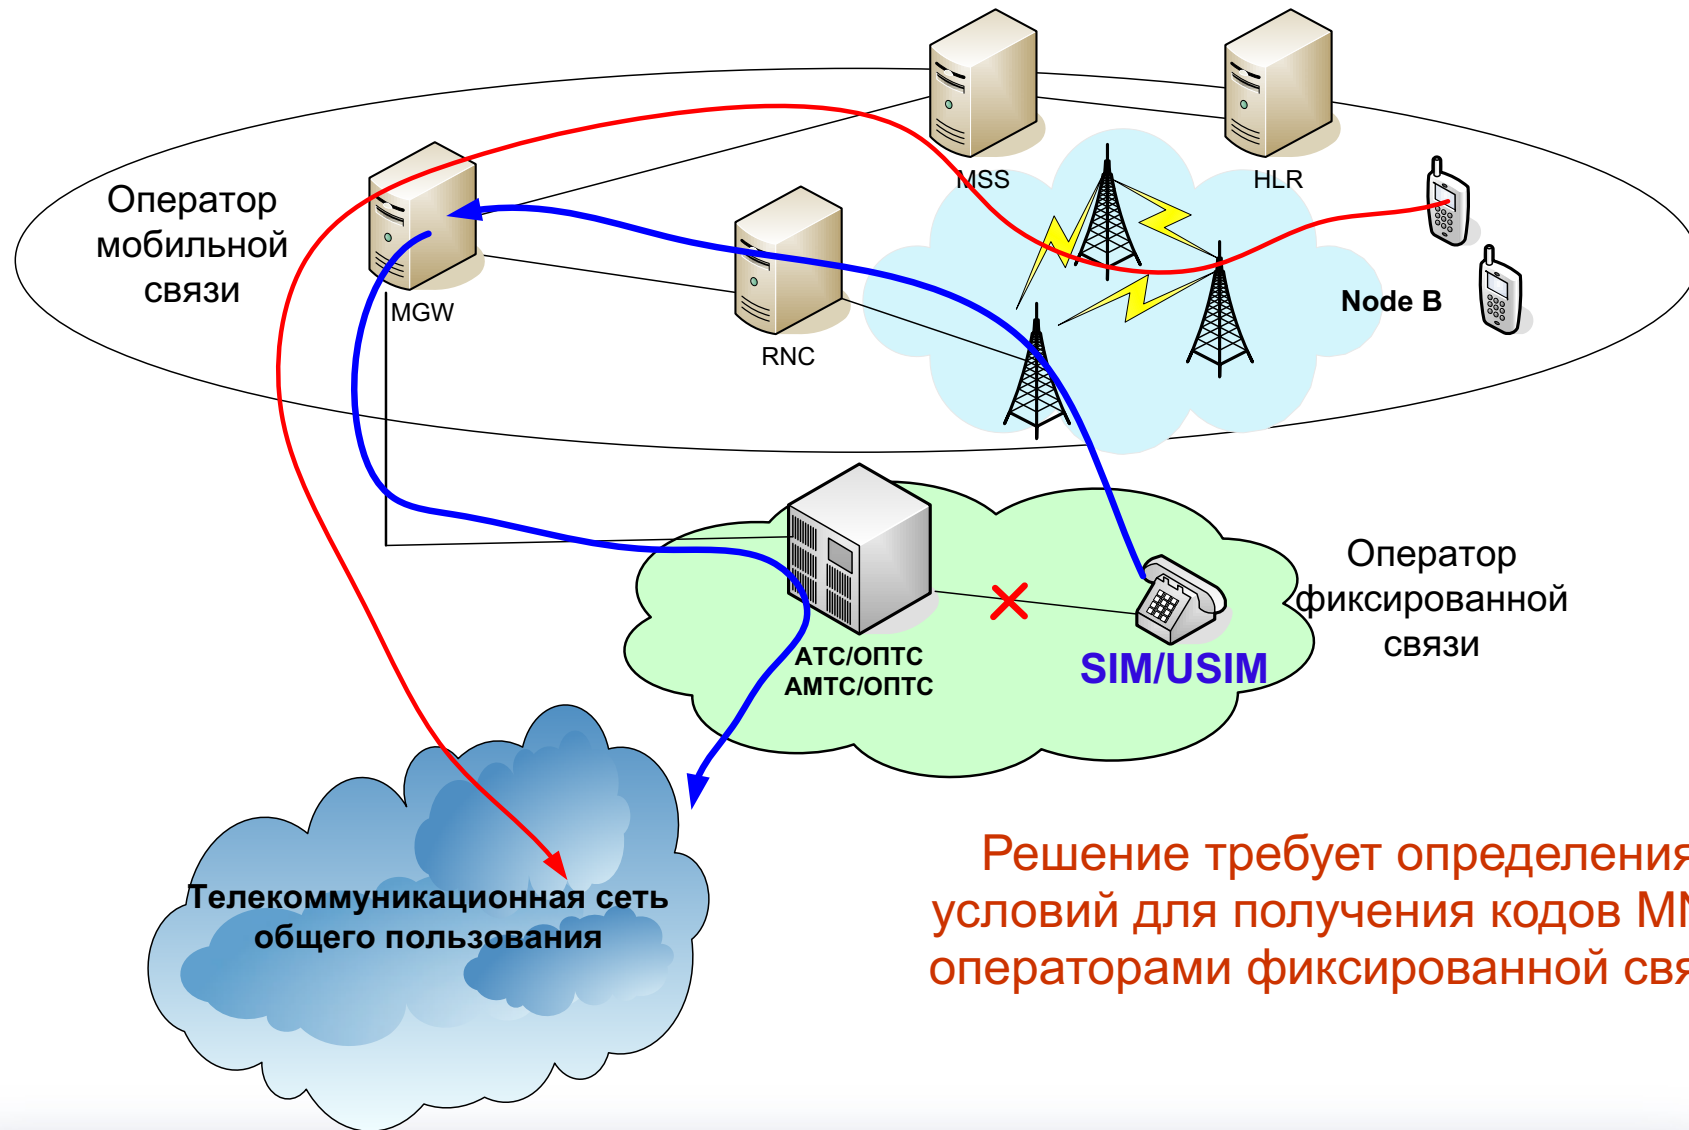 MSS
HLR
Оператор
мобильной
связи
MGW
RNC
Node B
Оператор
фиксированной
связи
АТС/ОПТС
АМТС/ОПТС
SIM/USIM
Телекоммуникационная сеть
общего пользования
Решение требует определения
условий для получения кодов
операторами фиксированной